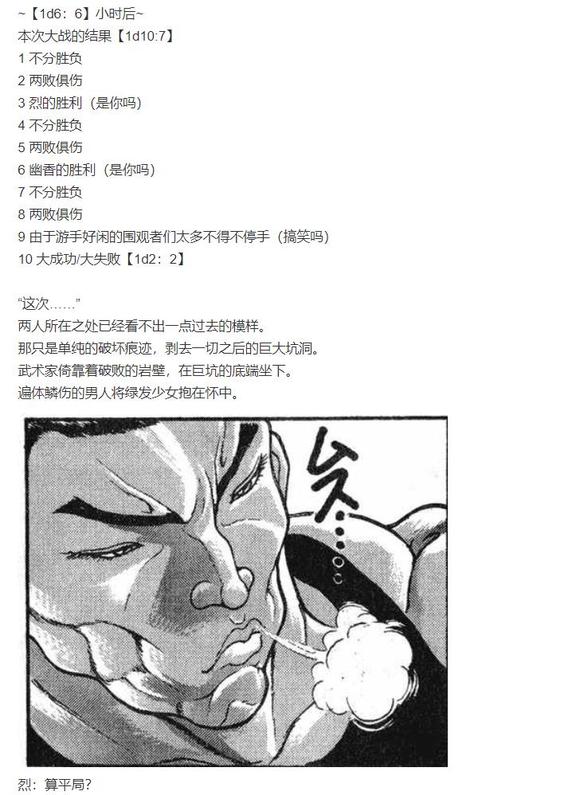 ~【1d6：6】小时后~
本次大战的结果【1d10:7】
1 不分胜负
2 两败俱伤
3 烈的胜利（是你吗）
4 不分胜负
5 两败俱伤
6 幽香的胜利（是你吗）
7 不分胜负
8 两败俱伤
9 由于游手好闲的围观者们太多不得不停手（搞笑吗）
10 大成功/大失败【1d2：2】
“这次……”
两人所在之处已经看不出一点过去的模样。
那只是单纯的破坏痕迹，剥去一切之后的巨大坑洞。
武术家倚靠着破败的岩壁，在巨坑的底端坐下。
遍体鳞伤的男人将绿发少女抱在怀中。
烈：算平局？